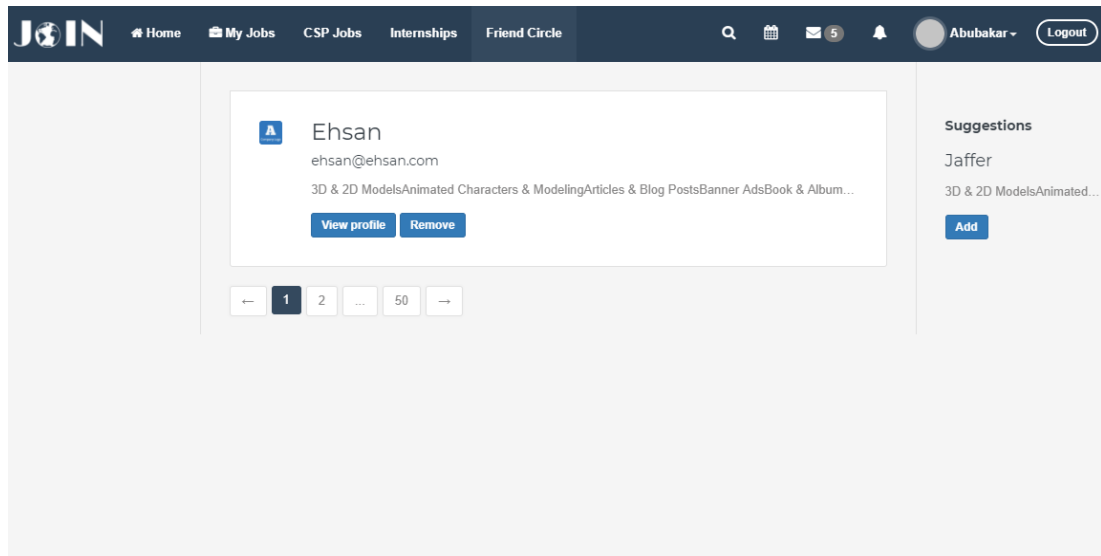 JOIN Home My Jobs CSP Jobs Internships Friend Circle 5 Abubakar Logout
Ehsan
ehsan@ehsan.com
3D & 2D ModelsAnimated Characters & ModelingArticles & Blog PostsBanner AdsBook & Album...
View profile Remove
← 1 2 ... 50 →
Suggestions
Jaffer
3D & 2D ModelsAnimated...
Add